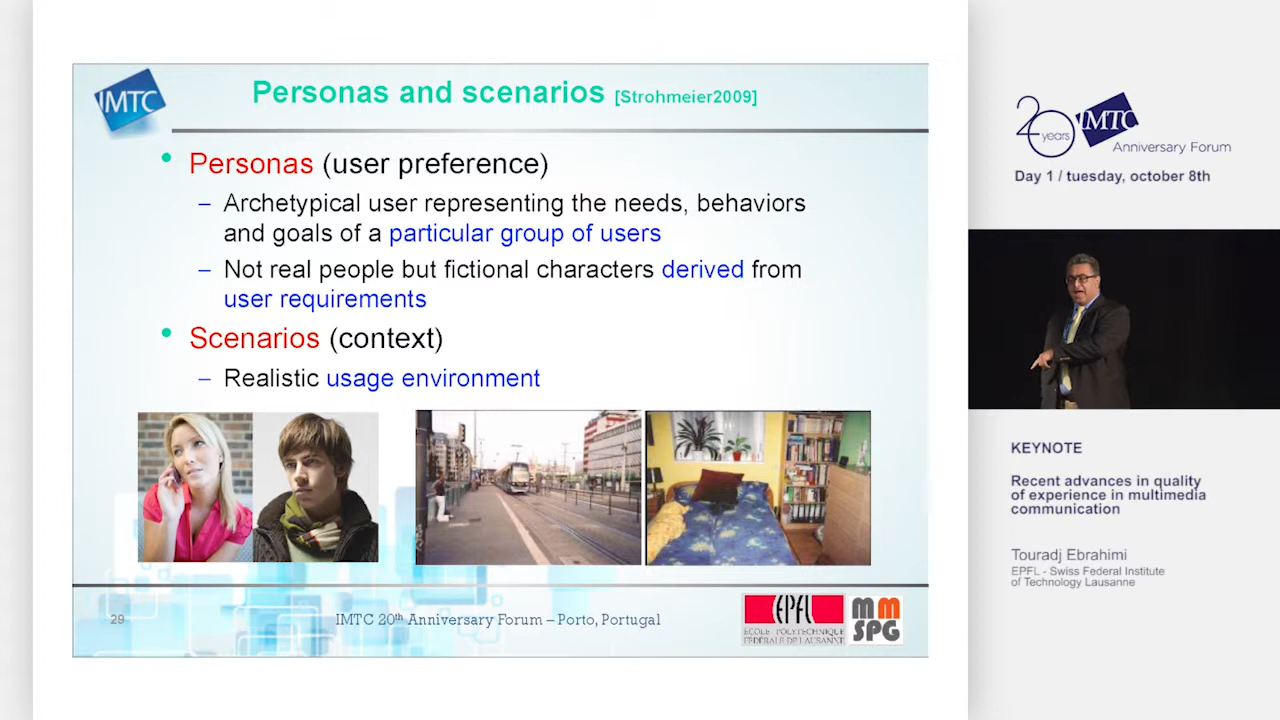 IMTC
Personas and scenarios [Strohmeier2009]
• Personas (user preference)
– Archetypical user representing the needs, behaviors
and goals of a particular group of users
– Not real people but fictional characters derived from
user requirements
• Scenarios (context)
– Realistic usage environment
29
IMTC 20th Anniversary Forum – Porto, Portugal
EPFL
ÉCOLE POLYTECHNIQUE
FÉDÉRALE DE LAUSANNE
MM
SPG
20 years IMTC
Anniversary Forum
Day 1 / tuesday, october 8th
KEYNOTE
Recent advances in quality
of experience in multimedia
communication
Touradj Ebrahimi
EPFL - Swiss Federal Institute
of Technology Lausanne